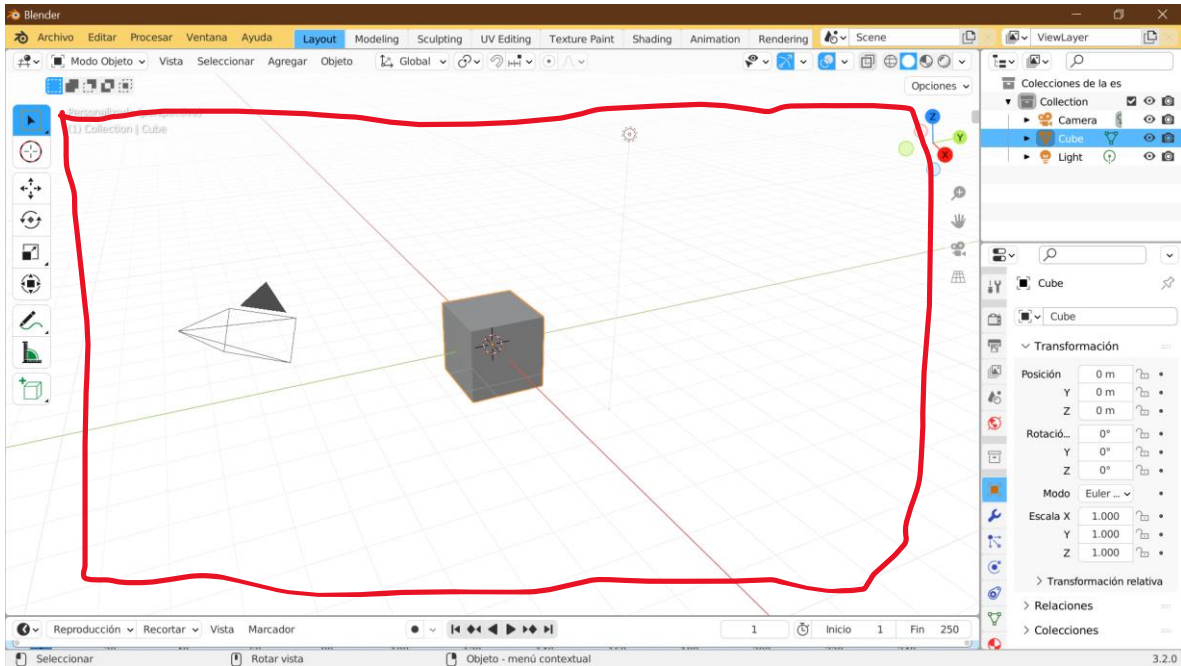 Blender
Archivo Editar Procesar Ventana Ayuda Layout Modeling Sculpting UV Editing Texture Paint Shading Animation Rendering Scene ViewLayer
Modo Objeto Vista Seleccionar Agregar Objeto Global
Opciones
(1) Collection | Cube
Z
Y
X
Colecciones de la es
Collection
Camera
Cube
Light
Cube
Cube
Transformación
Posición 0 m
Y 0 m
Z 0 m
Rotació... 0°
Y 0°
Z 0°
Modo Euler ...
Escala X 1.000
Y 1.000
Z 1.000
Transformación relativa
Relaciones
Colecciones
Reproducción Recortar Vista Marcador 1 Inicio 1 Fin 250
Seleccionar Rotar vista Objeto - menú contextual 3.2.0